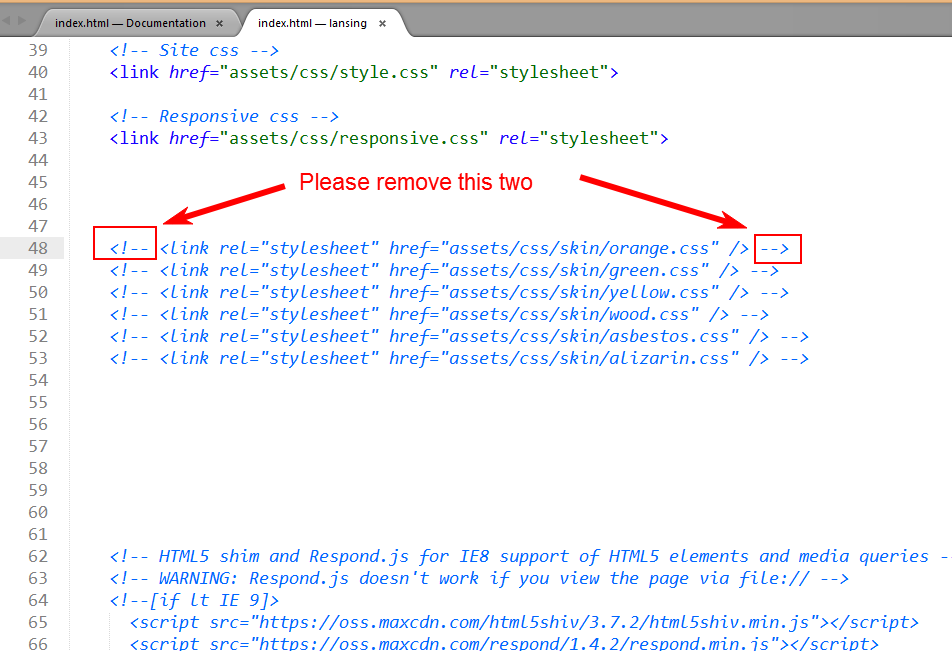 index.html — Documentation × index.html — lansing ×
39 <!-- Site css -->
40 <link href="assets/css/style.css" rel="stylesheet">
41
42 <!-- Responsive css -->
43 <link href="assets/css/responsive.css" rel="stylesheet">
44
45 Please remove this two
46
47
48 <!-- <link rel="stylesheet" href="assets/css/skin/orange.css" /> -->
49 <!-- <link rel="stylesheet" href="assets/css/skin/green.css" /> -->
50 <!-- <link rel="stylesheet" href="assets/css/skin/yellow.css" /> -->
51 <!-- <link rel="stylesheet" href="assets/css/skin/wood.css" /> -->
52 <!-- <link rel="stylesheet" href="assets/css/skin/asbestos.css" /> -->
53 <!-- <link rel="stylesheet" href="assets/css/skin/alizarin.css" /> -->
54
55
56
57
58
59
60
61
62 <!-- HTML5 shim and Respond.js for IE8 support of HTML5 elements and media queries -
63 <!-- WARNING: Respond.js doesn't work if you view the page via file:// -->
64 <!--[if lt IE 9]>
65 <script src="https://oss.maxcdn.com/html5shiv/3.7.2/html5shiv.min.js"></script>
66 <script src="https://oss.maxcdn.com/respond/1.4.2/respond.min.js"></script>